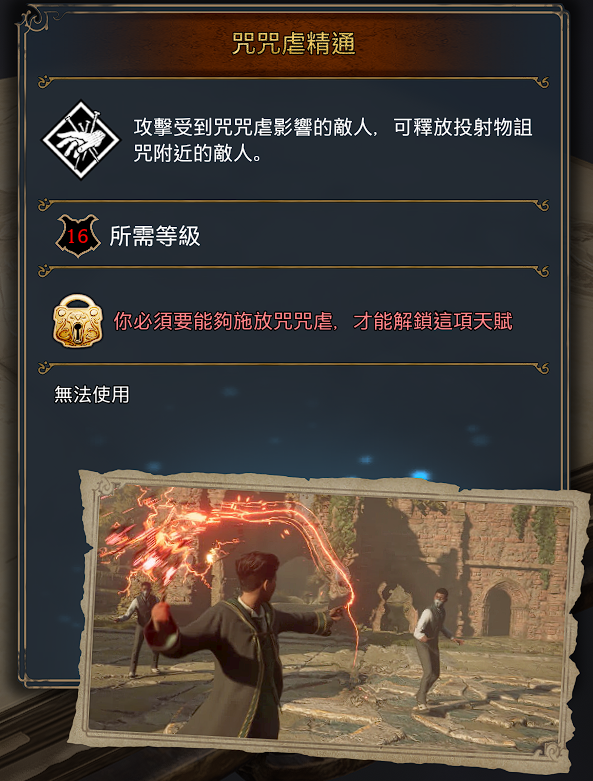 咒咒虐精通
攻擊受到咒咒虐影響的敵人，可釋放投射物詛
咒附近的敵人。
16 所需等級
你必須要能夠施放咒咒虐，才能解鎖這項天賦
無法使用